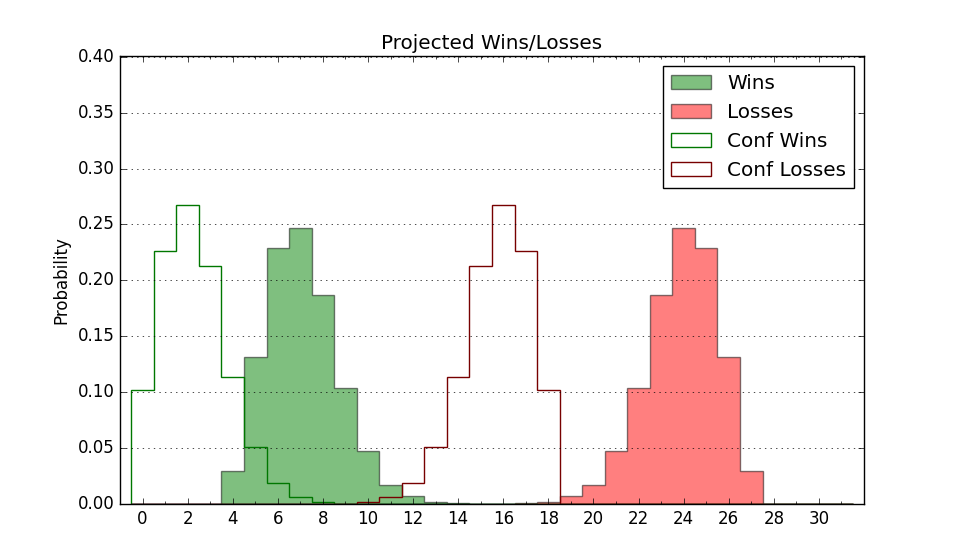 Projected Wins/Losses
0.40
0.35
0.30
0.25
0.20
0.15
0.10
0.05
0.00
Probability
Wins
Losses
Conf Wins
Conf Losses
0 2 4 6 8 10 12 14 16 18 20 22 24 26 28 30